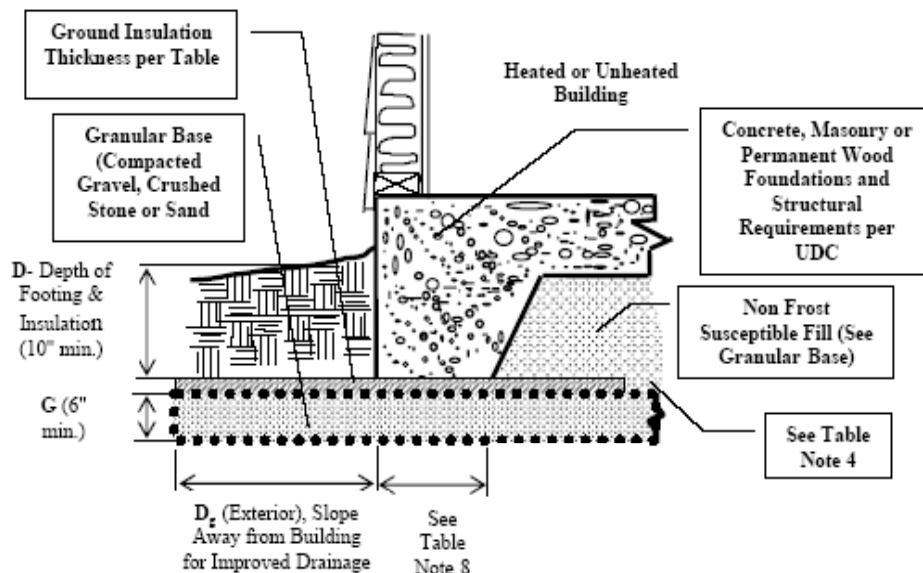 Ground Insulation
Thickness per Table
Granular Base
(Compacted
Gravel, Crushed
Stone or Sand
Heated or Unheated
Building
Concrete, Masonry or
Permanent Wood
Foundations and
Structural
Requirements per
UDC
D- Depth of
Footing &
Insulation
(10" min.)
Non Frost
Susceptible Fill (See
Granular Base)
G (6"
min.)
See Table
Note 4
Dg (Exterior), Slope
Away from Building
for Improved Drainage
See
Table
Note 8